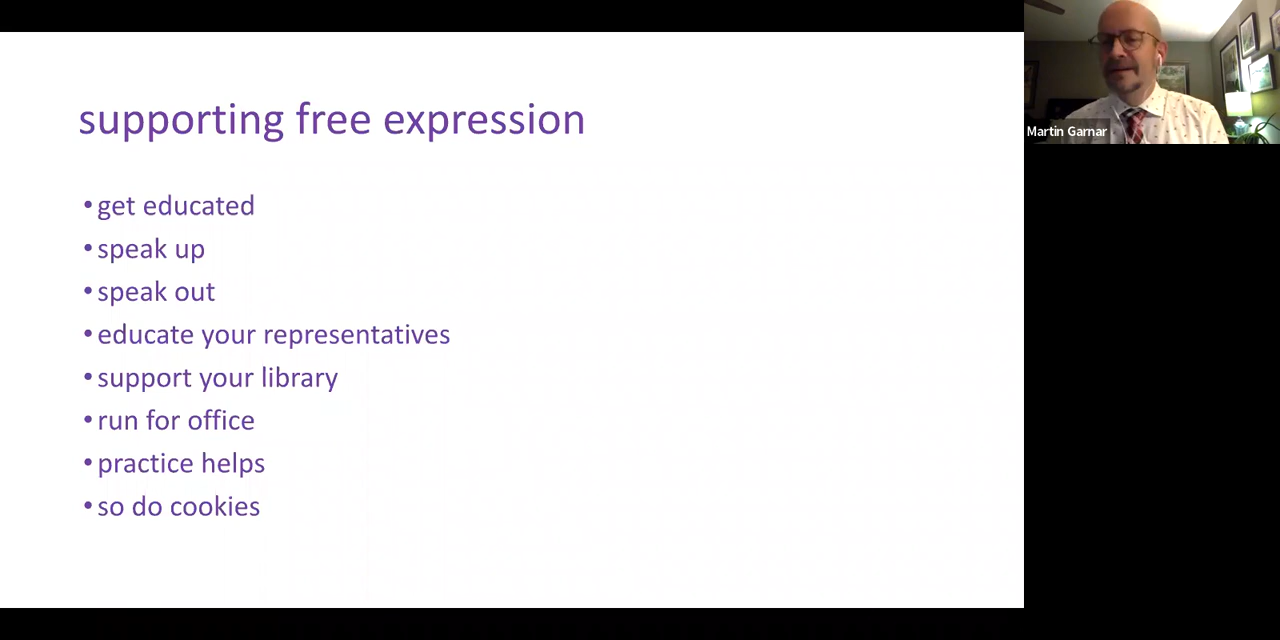 supporting free expression
• get educated
• speak up
• speak out
• educate your representatives
• support your library
• run for office
• practice helps
• so do cookies
Martin Garnar